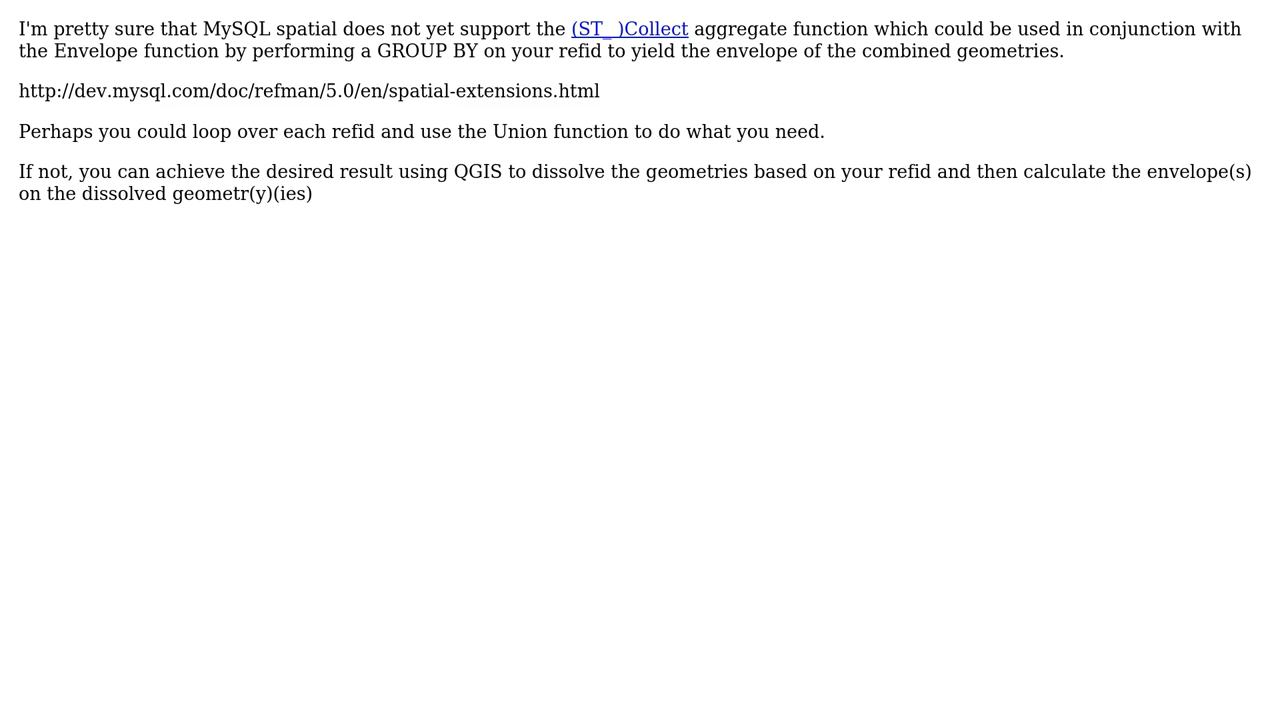 I'm pretty sure that MySQL spatial does not yet support the (ST_ )Collect aggregate function which could be used in conjunction with
the Envelope function by performing a GROUP BY on your refid to yield the envelope of the combined geometries.
http://dev.mysql.com/doc/refman/5.0/en/spatial-extensions.html
Perhaps you could loop over each refid and use the Union function to do what you need.
If not, you can achieve the desired result using QGIS to dissolve the geometries based on your refid and then calculate the envelope(s)
on the dissolved geometr(y)(ies)